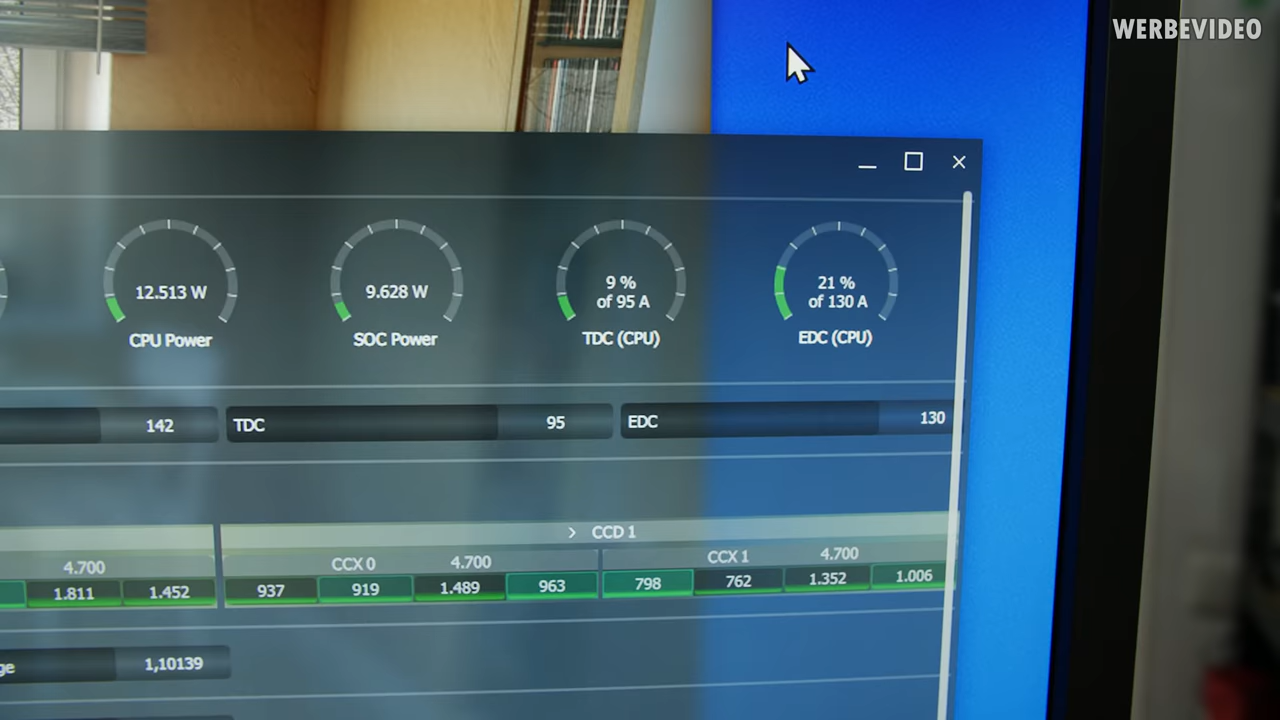 WERBEVIDEO
12.513 W
CPU Power
9.628 W
SOC Power
9 %
of 95 A
TDC (CPU)
21 %
of 130 A
EDC (CPU)
142
TDC 95
EDC 130
> CCD 1
4.700
CCX 0 4.700
CCX 1 4.700
1.811 1.452 937 919 1.489 963 798 762 1.352 1.006
ge 1,10139